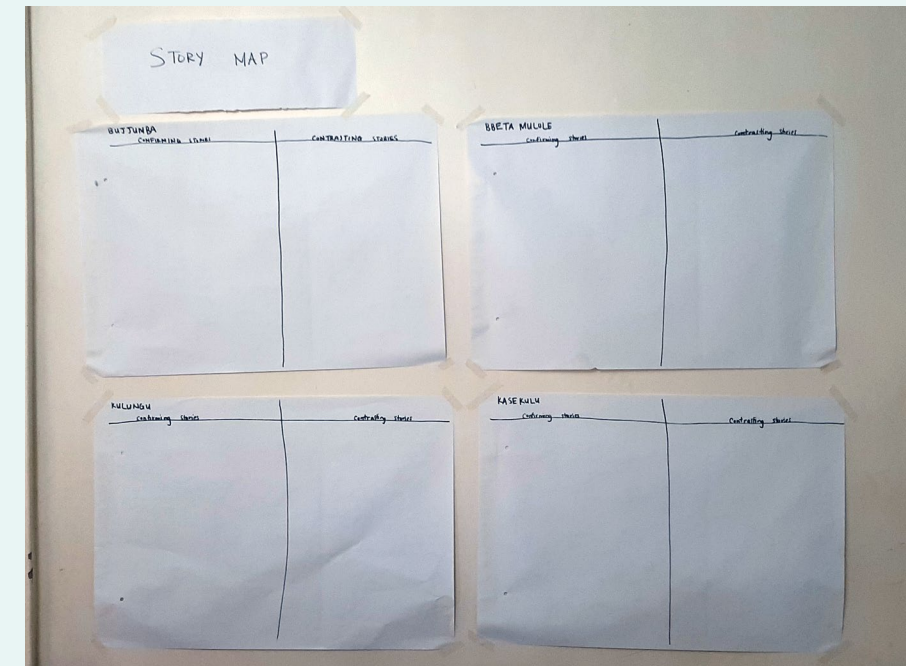 STORY MAP
BUJJUNBA
CONFIRMING STORIES
CONTRASTING STORIES
BBETA MULOLE
Confirming stories
Contrasting stories
KULUNGU
Confirming stories
Contrasting stories
KASEKULU
Confirming stories
Contrasting stories